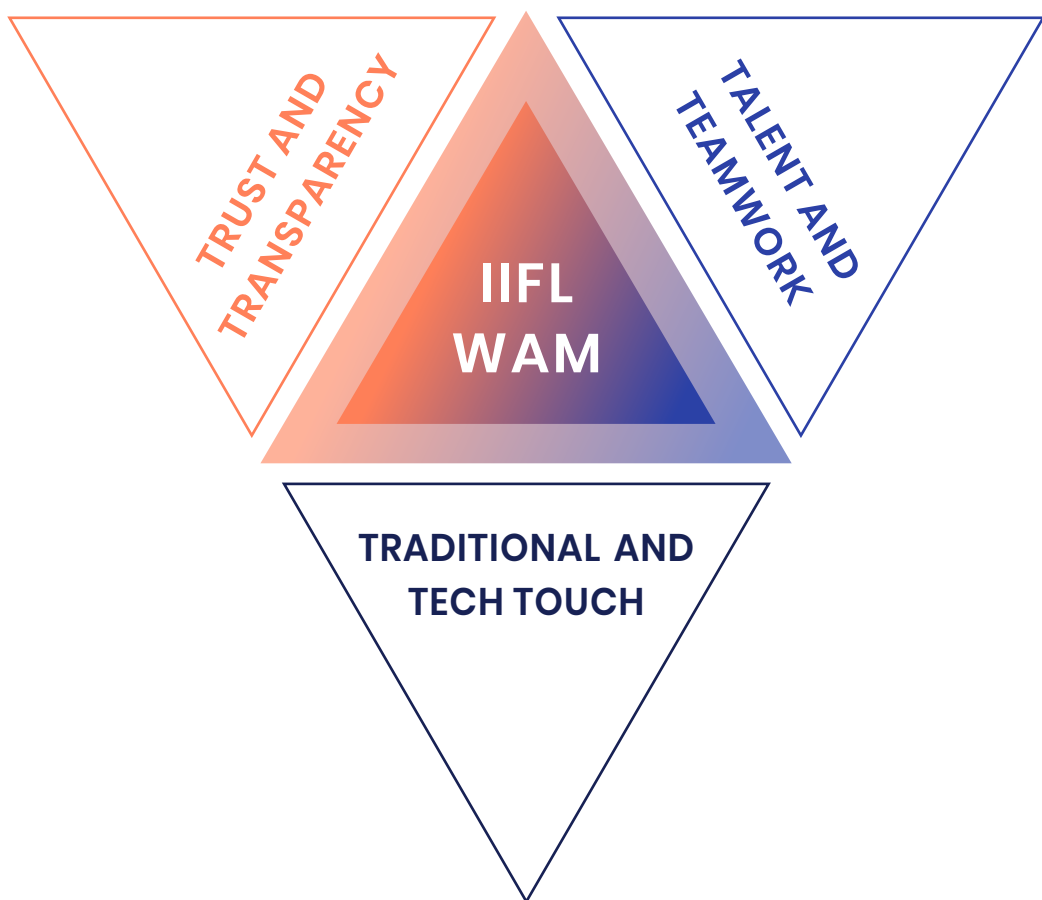 TRUST AND
TRANSPARENCY
TALENT AND
TEAMWORK
IIFL
WAM
TRADITIONAL AND
TECH TOUCH